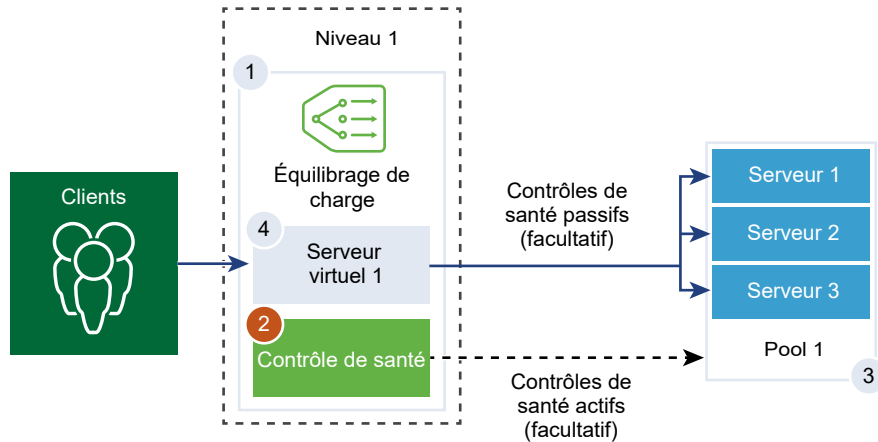 Niveau 1
1
Équilibrage de
charge
Clients
4
Serveur
virtuel 1
2
Contrôle de santé
Contrôles de
santé passifs
(facultatif)
Contrôles de
santé actifs
(facultatif)
Serveur 1
Serveur 2
Serveur 3
Pool 1
3